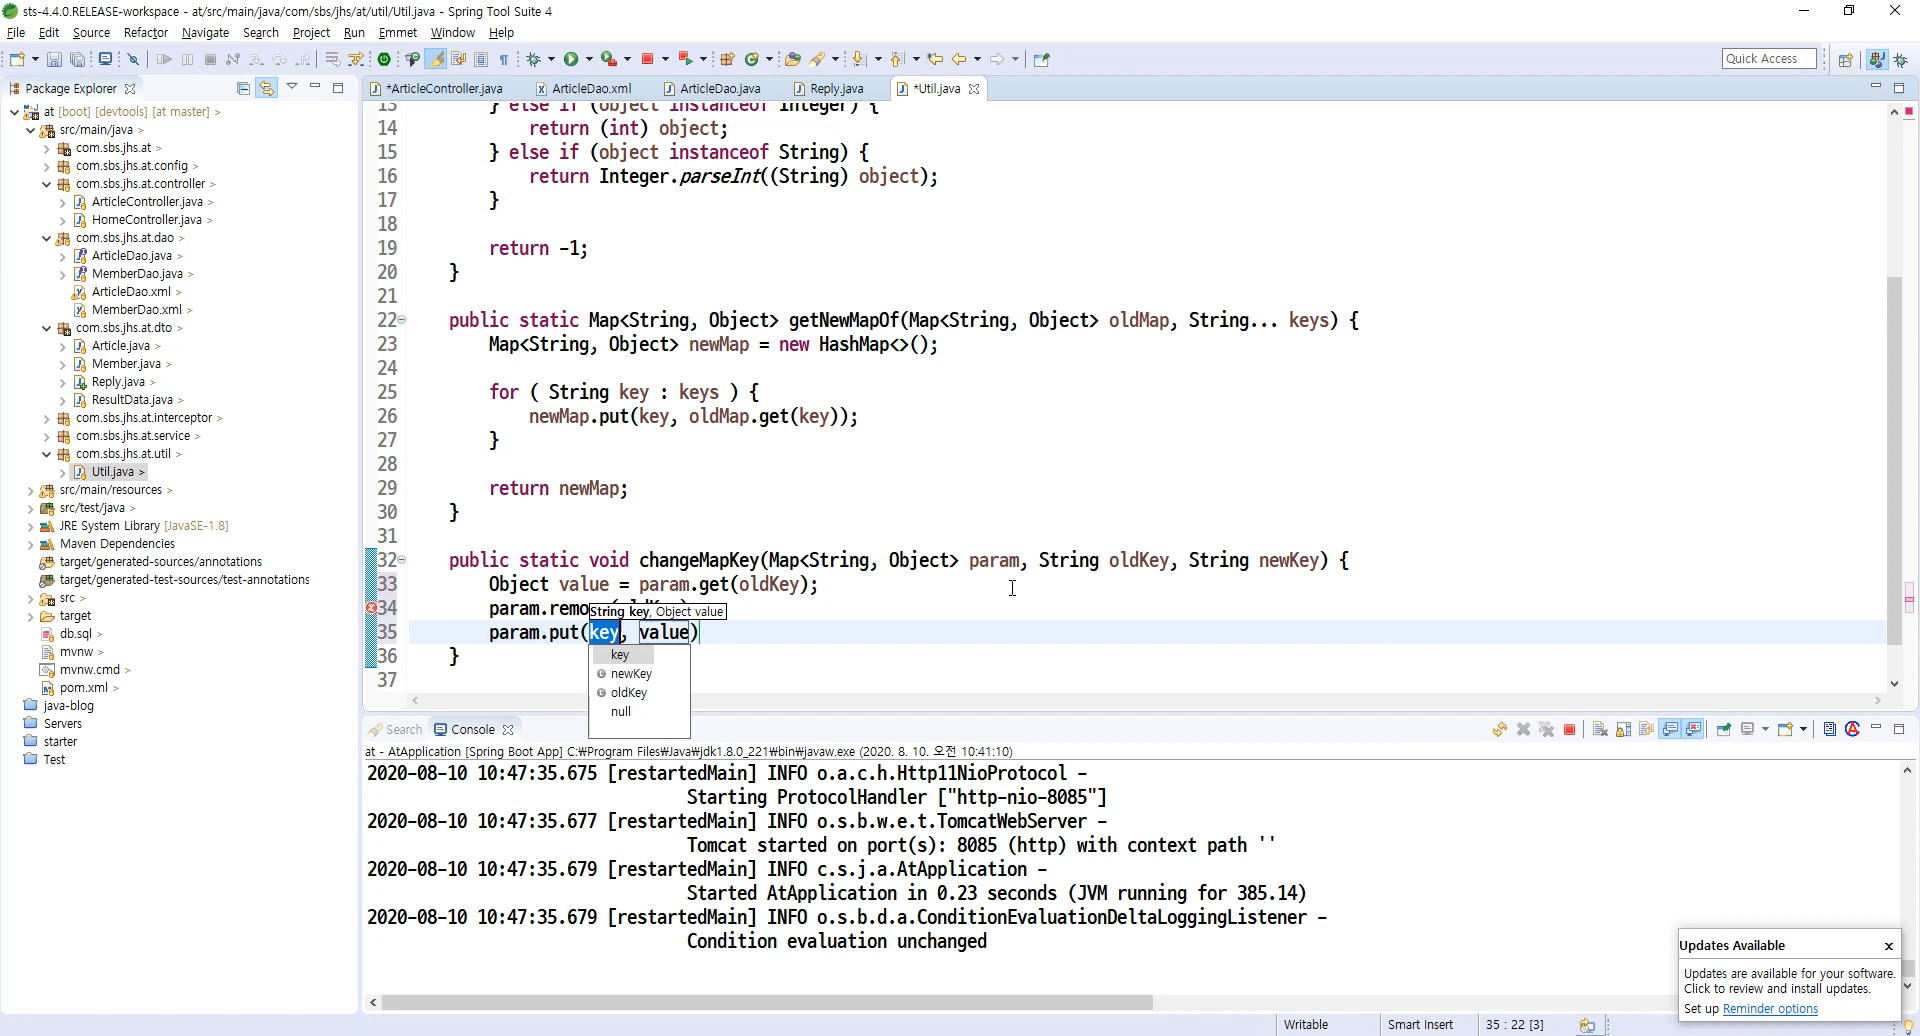 sts-4.4.0.RELEASE-workspace - at/src/main/java/com/sbs/jhs/at/util/Util.java - Spring Tool Suite 4
File Edit Source Refactor Navigate Search Project Run Emmet Window Help
Quick Access
Package Explorer
*ArticleController.java ArticleDao.xml ArticleDao.java Reply.java *Util.java
at [boot] [devtools] [at master] >
src/main/java >
com.sbs.jhs.at >
com.sbs.jhs.at.config >
com.sbs.jhs.at.controller >
ArticleController.java >
HomeController.java >
com.sbs.jhs.at.dao >
ArticleDao.java >
MemberDao.java >
ArticleDao.xml >
MemberDao.xml >
com.sbs.jhs.at.dto >
Article.java >
Member.java >
Reply.java >
ResultData.java >
com.sbs.jhs.at.interceptor >
com.sbs.jhs.at.service >
com.sbs.jhs.at.util >
Util.java >
src/main/resources >
src/test/java >
JRE System Library [JavaSE-1.8]
Maven Dependencies
target/generated-sources/annotations
target/generated-test-sources/test-annotations
src >
target
db.sql >
mvnw >
mvnw.cmd >
pom.xml >
java-blog
Servers
starter
Test
13 } else if (object instanceof Integer) {
14 return (int) object;
15 } else if (object instanceof String) {
16 return Integer.parseInt((String) object);
17 }
18
19 return -1;
20 }
21
22 public static Map<String, Object> getNewMapOf(Map<String, Object> oldMap, String... keys) {
23 Map<String, Object> newMap = new HashMap<>();
24
25 for ( String key : keys ) {
26 newMap.put(key, oldMap.get(key));
27 }
28
29 return newMap;
30 }
31
32 public static void changeMapKey(Map<String, Object> param, String oldKey, String newKey) {
33 Object value = param.get(oldKey);
34 param.remo
String key, Object value
35 param.put(key, value)
36 }
37
key
newKey
oldKey
null
Search Console
at - AtApplication [Spring Boot App] C:₩Program Files₩Java₩jdk1.8.0_221₩bin₩javaw.exe (2020. 8. 10. 오전 10:41:10)
2020-08-10 10:47:35.675 [restartedMain] INFO o.a.c.h.Http11NioProtocol -
Starting ProtocolHandler ["http-nio-8085"]
2020-08-10 10:47:35.677 [restartedMain] INFO o.s.b.w.e.t.TomcatWebServer -
Tomcat started on port(s): 8085 (http) with context path ''
2020-08-10 10:47:35.679 [restartedMain] INFO c.s.j.a.AtApplication -
Started AtApplication in 0.23 seconds (JVM running for 385.14)
2020-08-10 10:47:35.679 [restartedMain] INFO o.s.b.d.a.ConditionEvaluationDeltaLoggingListener -
Condition evaluation unchanged
Updates Available
Updates are available for your software.
Click to review and install updates.
Set up Reminder options
Writable Smart Insert 35 : 22 [3]